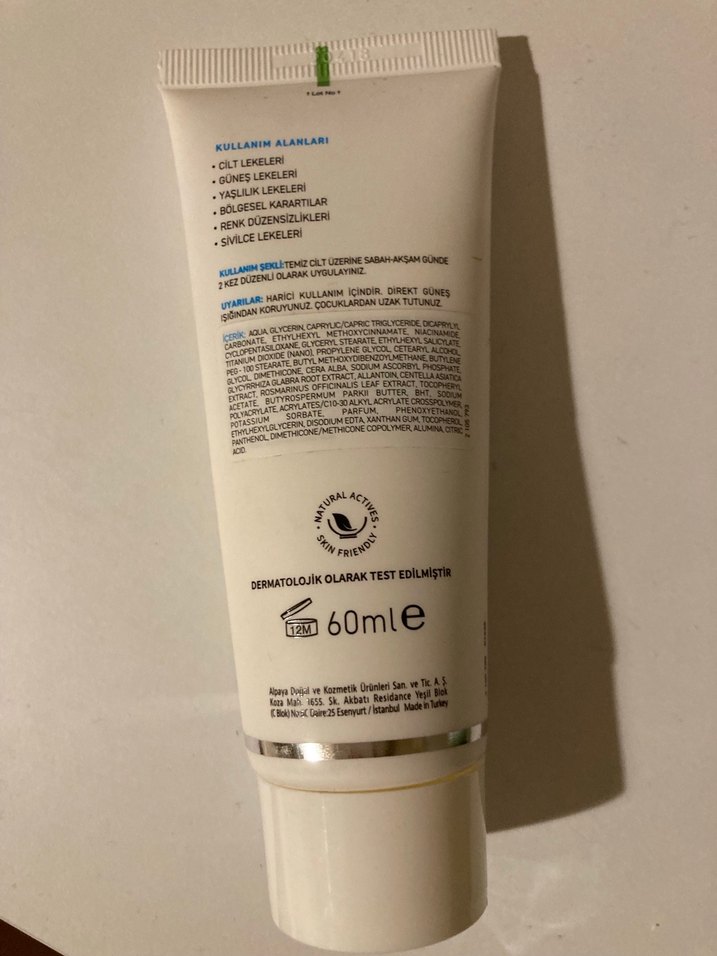 ↑ Lot No ↑
KULLANIM ALANLARI
• CİLT LEKELERİ
• GÜNEŞ LEKELERİ
• YAŞLILIK LEKELERİ
• BÖLGESEL KARARTILAR
• RENK DÜZENSİZLİKLERİ
• SİVİLCE LEKELERİ
KULLANIM ŞEKLİ:TEMİZ CİLT ÜZERİNE SABAH-AKŞAM GÜNDE
2 KEZ DÜZENLİ OLARAK UYGULAYINIZ.
UYARILAR: HARİCİ KULLANIM İÇİNDİR. DİREKT GÜNEŞ
IŞIĞINDAN KORUYUNUZ. ÇOCUKLARDAN UZAK TUTUNUZ.
İÇERİK: AQUA, GLYCERIN, CAPRYLIC/CAPRIC TRIGLYCERIDE, DICAPRYLYL
CARBONATE, ETHYLHEXYL METHOXYCINNAMATE, NIACINAMIDE,
CYCLOPENTASILOXANE, GLYCERYL STEARATE, ETHYLHEXYL SALICYLATE,
TITANIUM DIOXIDE (NANO), PROPYLENE GLYCOL, CETEARYL ALCOHOL,
PEG-100 STEARATE, BUTYL METHOXYDIBENZOYLMETHANE, BUTYLENE
GLYCOL, DIMETHICONE, CERA ALBA, SODIUM ASCORBYL PHOSPHATE,
GLYCYRRHIZA GLABRA ROOT EXTRACT, ALLANTOIN, CENTELLA ASIATICA
EXTRACT, ROSMARINUS OFFICINALIS LEAF EXTRACT, TOCOPHERYL
ACETATE, BUTYROSPERMUM PARKII BUTTER, BHT, SODIUM
POLYACRYLATE, ACRYLATES/C10-30 ALKYL ACRYLATE CROSSPOLYMER,
POTASSIUM SORBATE, PARFUM, PHENOXYETHANOL,
ETHYLHEXYLGLYCERIN, DISODIUM EDTA, XANTHAN GUM, TOCOPHEROL,
PANTHENOL, DIMETHICONE/METHICONE COPOLYMER, ALUMINA, CITRIC
ACID.
2 105 793
• NATURAL ACTIVES •
SKIN FRIENDLY
DERMATOLOJİK OLARAK TEST EDİLMİŞTİR
12M 60ml e
Alpaya Doğal ve Kozmetik Ürünleri San. ve Tic. A. Ş.
Koza Mah. 1655. Sk. Akbatı Residance Yeşil Blok
(C Blok) Daire:25 Esenyurt / İstanbul Made in Turkey